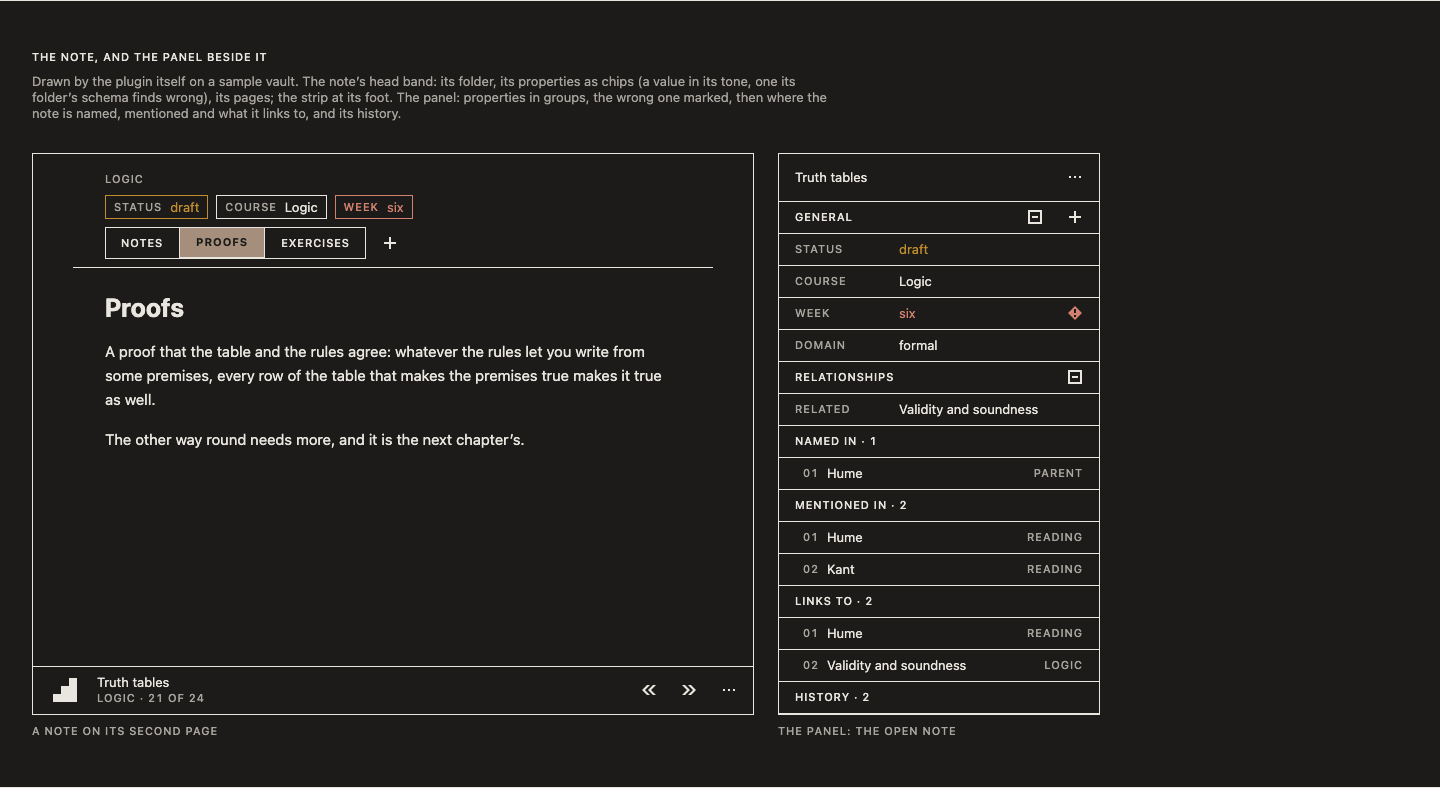 THE NOTE, AND THE PANEL BESIDE IT
Drawn by the plugin itself on a sample vault. The note's head band: its folder, its properties as chips (a value in its tone, one its
folder's schema finds wrong), its pages; the strip at its foot. The panel: properties in groups, the wrong one marked, then where the
note is named, mentioned and what it links to, and its history.
LOGIC
STATUS draft COURSE Logic WEEK six
NOTES PROOFS EXERCISES +
Proofs
A proof that the table and the rules agree: whatever the rules let you write from
some premises, every row of the table that makes the premises true makes it true
as well.
The other way round needs more, and it is the next chapter's.
Truth tables
LOGIC · 21 OF 24
« » ···
A NOTE ON ITS SECOND PAGE
Truth tables ···
GENERAL +
STATUS draft
COURSE Logic
WEEK six
DOMAIN formal
RELATIONSHIPS
RELATED Validity and soundness
NAMED IN · 1
01 Hume PARENT
MENTIONED IN · 2
01 Hume READING
02 Kant READING
LINKS TO · 2
01 Hume READING
02 Validity and soundness LOGIC
HISTORY · 2
THE PANEL: THE OPEN NOTE